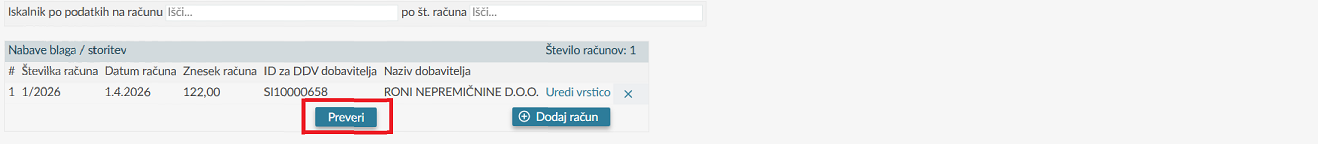 Iskalnik po podatkih na računu Išči... po št. računa Išči...
Nabave blaga / storitev Število računov: 1
# Številka računa Datum računa Znesek računa ID za DDV dobavitelja Naziv dobavitelja
1 1/2026 1.4.2026 122,00 SI10000658 RONI NEPREMIČNINE D.O.O. Uredi vrstico ×
Preveri Dodaj račun